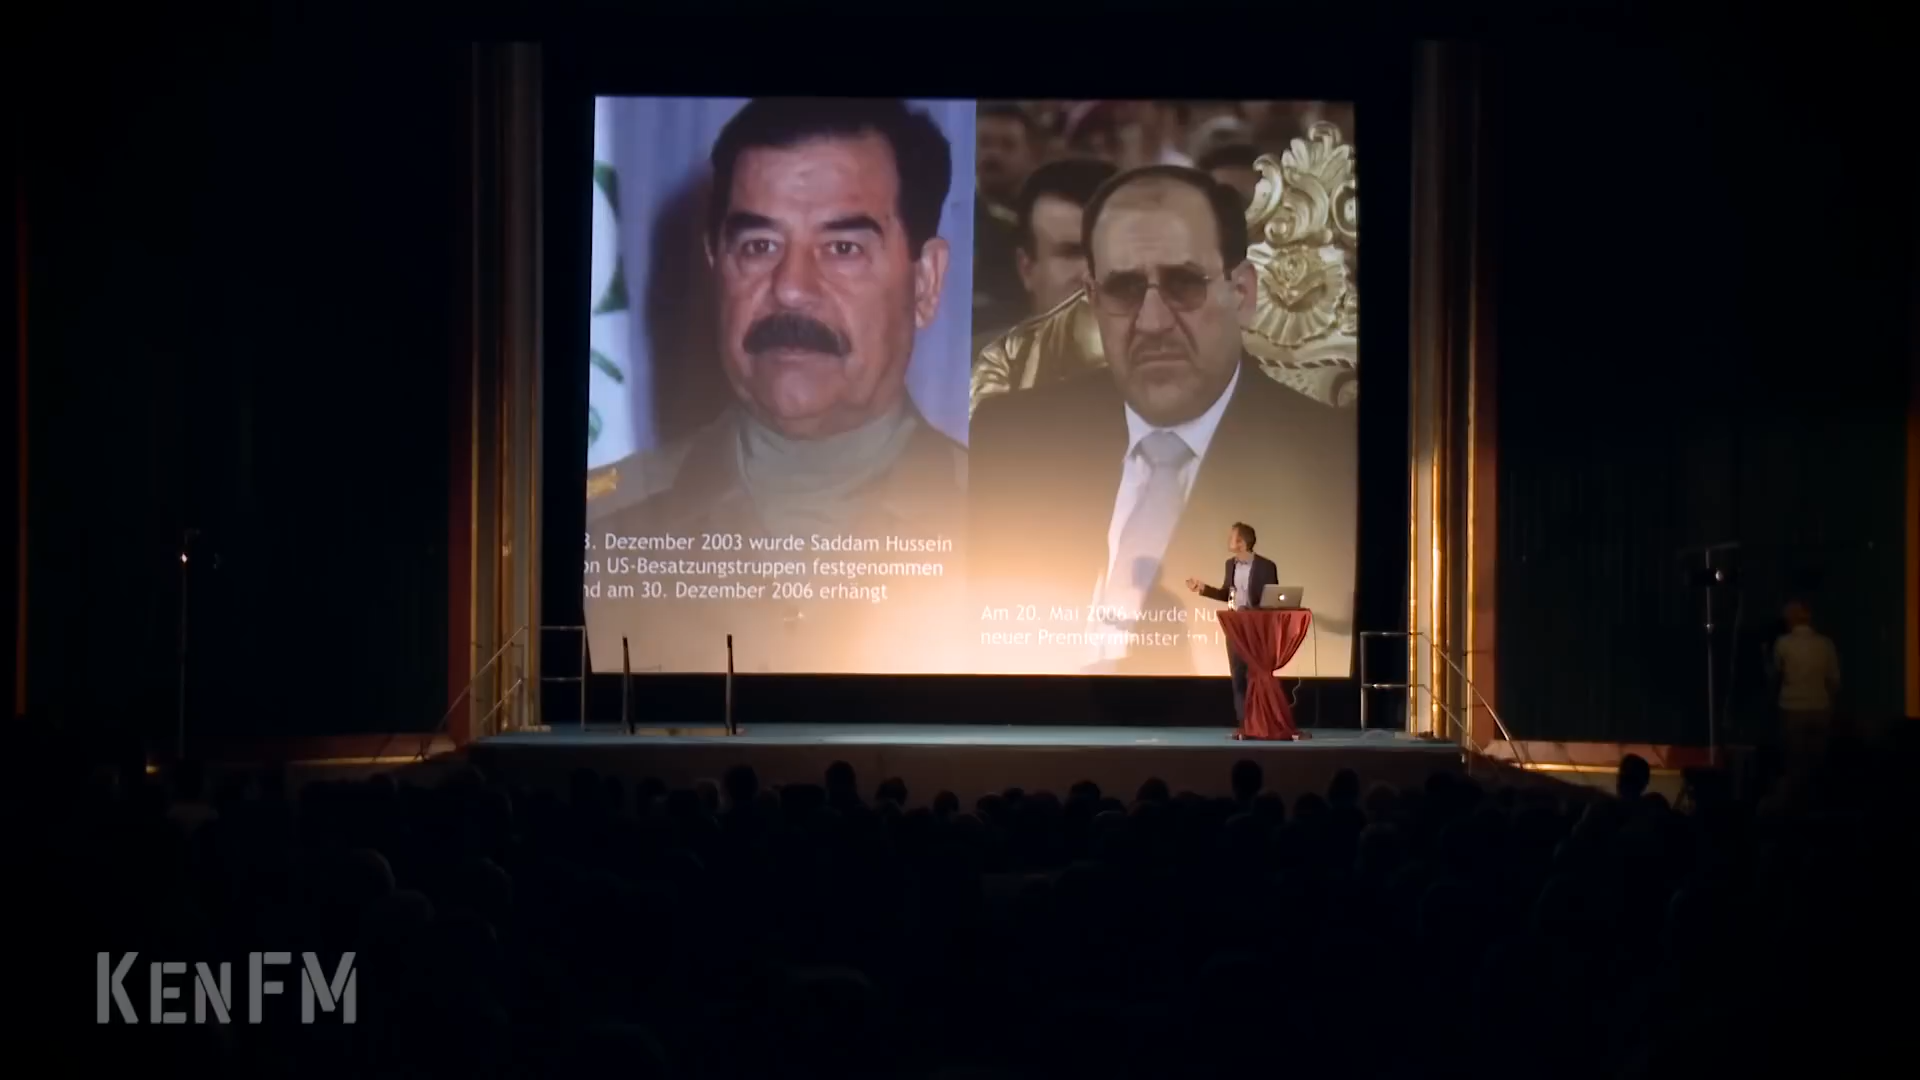 3. Dezember 2003 wurde Saddam Hussein
on US-Besatzungstruppen festgenommen
nd am 30. Dezember 2006 erhängt
Am 20. Mai 2006 wurde Nu
neuer Premierminister im I
KENFM